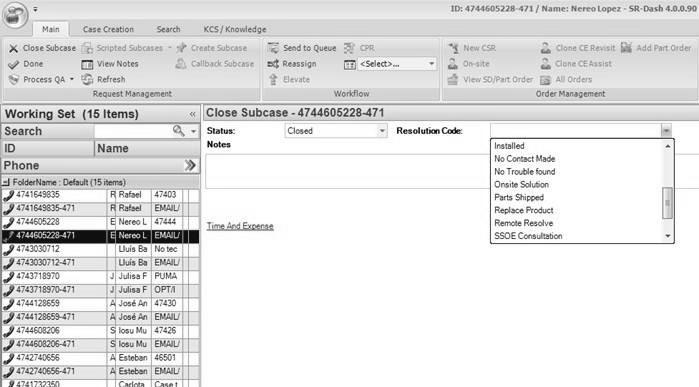 ID: 4744605228-471 / Name: Nereo Lopez - SR-Dash 4.0.0.90
Main Case Creation Search KCS / Knowledge
Close Subcase Scripted Subcases Create Subcase Send to Queue CPR New CSR Clone CE Revisit Add Part Order
Done View Notes Callback Subcase Reassign <Select>... On-site Clone CE Assist
Process QA Refresh Elevate View SD/Part Order All Orders
Request Management Workflow Order Management
Working Set (15 Items) « Close Subcase - 4744605228-471
Search Status: Closed Resolution Code:
ID Name Notes
Phone
FolderName : Default (15 items)
4741649835 R Rafael 47403
4741649835-471 R Rafael EMAIL/
4744605228 E Nereo L 47444
4744605228-471 E Nereo L EMAIL/
4743030712 Lluís Ba No tec
4743030712-471 Lluís Ba EMAIL/
4743718970 J Julisa F PUMA
4743718970-471 J Julisa F OPT/I
4744128659 A José An 47430
4744128659-471 A José An EMAIL/
4744608206 S Iosu Mu 47426
4744608206-471 S Iosu Mu EMAIL/
4742740656 A Esteban 46501
4742740656-471 A Esteban EMAIL/
4741732350 Carlota Case t
Installed
No Contact Made
No Trouble found
Onsite Solution
Parts Shipped
Replace Product
Remote Resolve
SSOE Consultation
Time And Expense